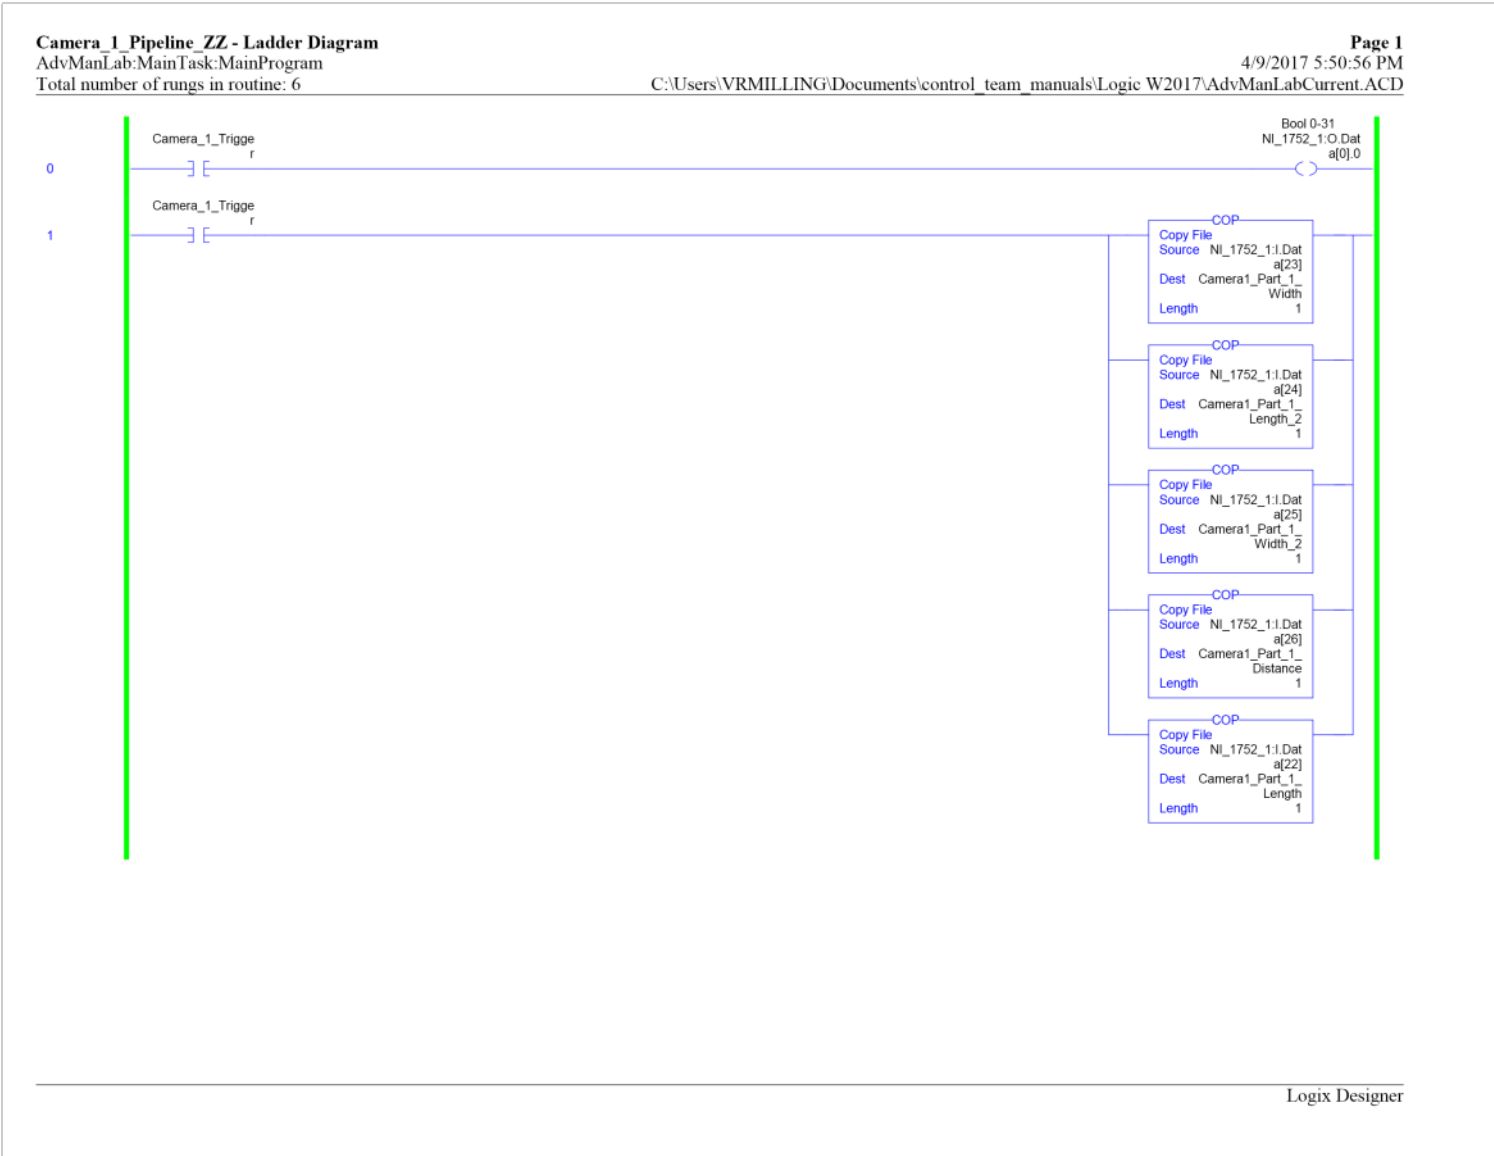 Camera_1_Pipeline_ZZ - Ladder Diagram
Page 1
AdvManLab:MainTask:MainProgram
4/9/2017 5:50:56 PM
Total number of rungs in routine: 6
C:\Users\VRMILLING\Documents\control_team_manuals\Logic W2017\AdvManLabCurrent.ACD
Camera_1_Trigge
r
Bool 0-31
NI_1752_1:O.Dat
a[0].0
0
Camera_1_Trigge
r
1
COP
Copy File
Source NI_1752_1:I.Dat
a[23]
Dest Camera1_Part_1_
Width
Length 1
COP
Copy File
Source NI_1752_1:I.Dat
a[24]
Dest Camera1_Part_1_
Length_2
Length 1
COP
Copy File
Source NI_1752_1:I.Dat
a[25]
Dest Camera1_Part_1_
Width_2
Length 1
COP
Copy File
Source NI_1752_1:I.Dat
a[26]
Dest Camera1_Part_1_
Distance
Length 1
COP
Copy File
Source NI_1752_1:I.Dat
a[22]
Dest Camera1_Part_1_
Length
Length 1
Logix Designer